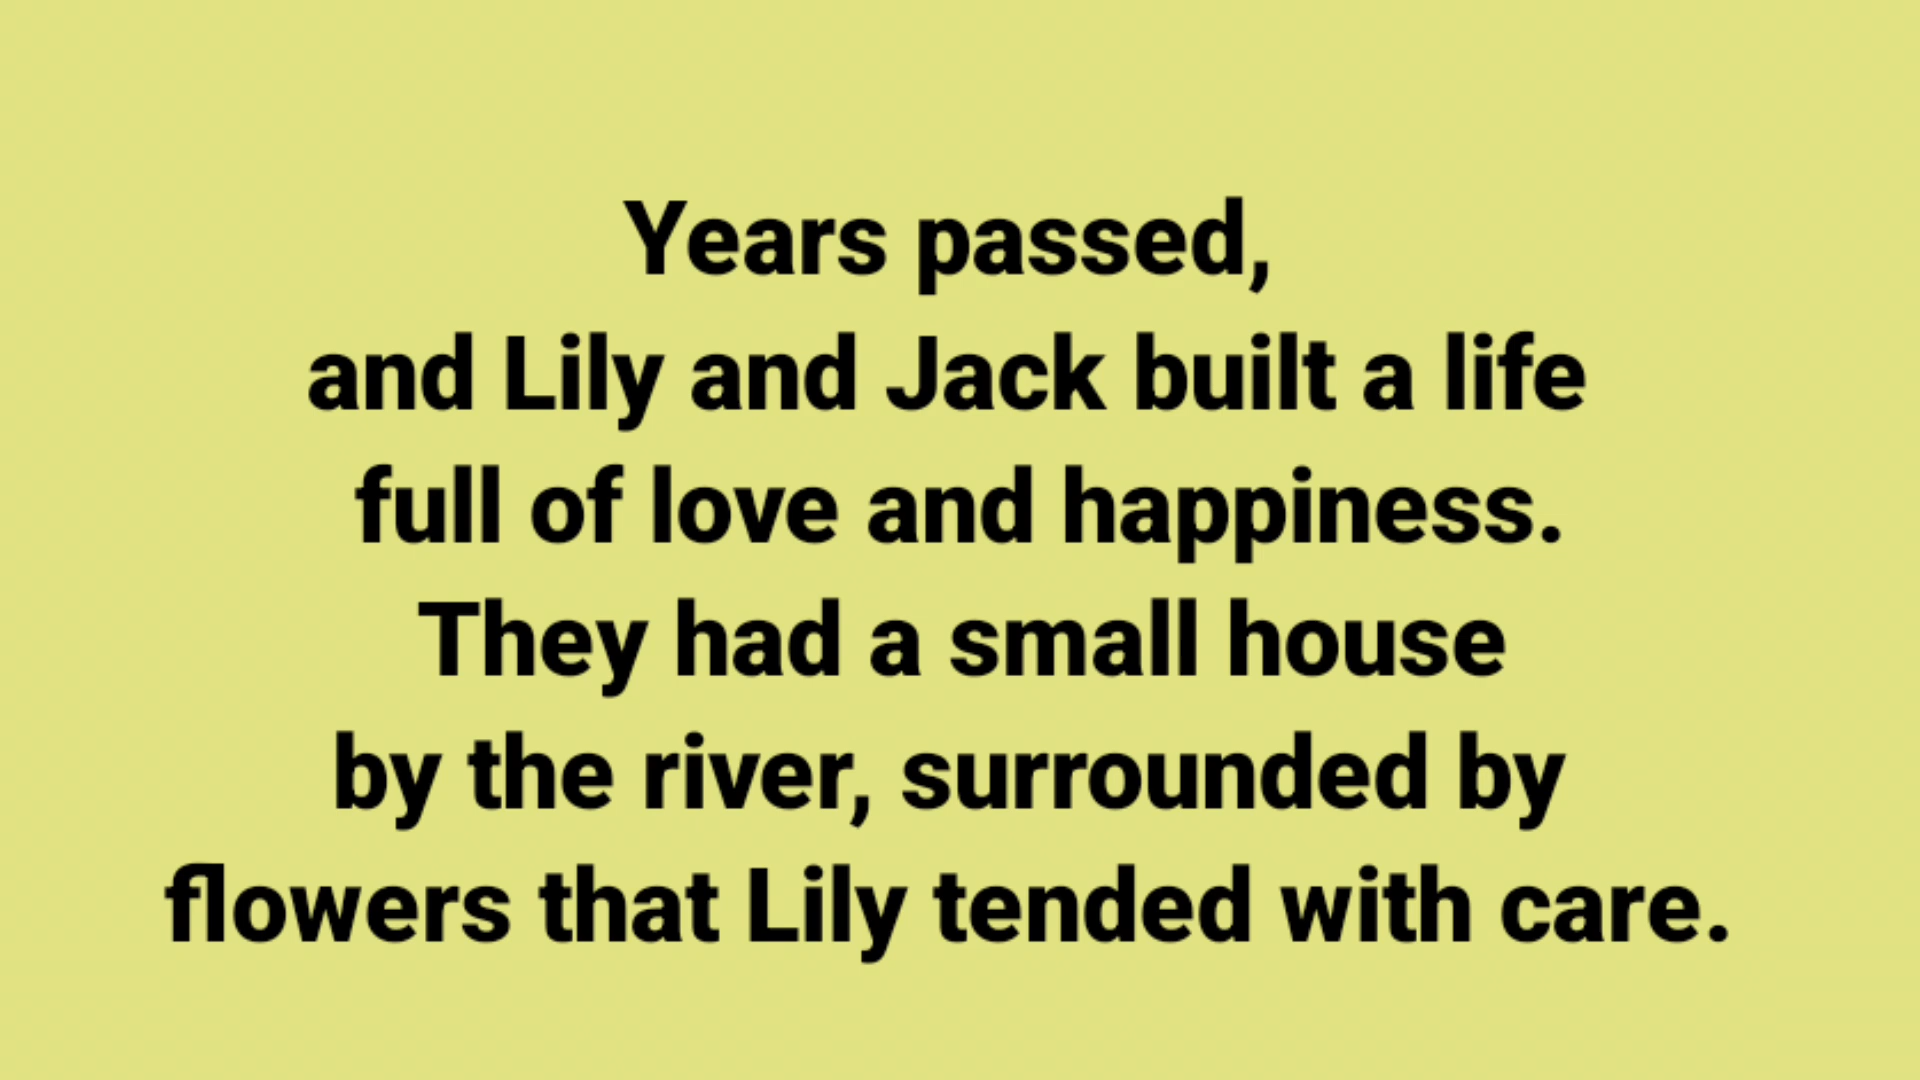 Years passed,
and Lily and Jack built a life
full of love and happiness.
They had a small house
by the river, surrounded by
flowers that Lily tended with care.